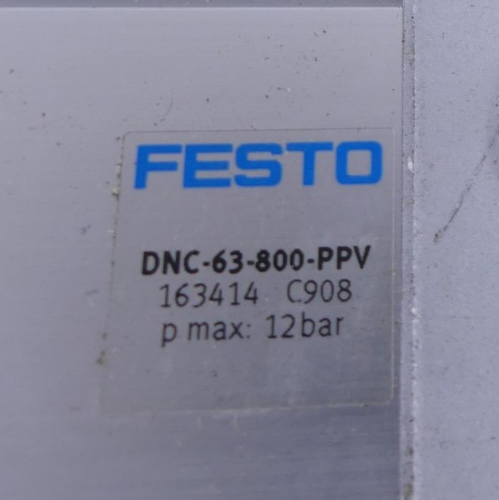 FESTO
DNC-63-800-PPV
163414 C908
p max: 12bar